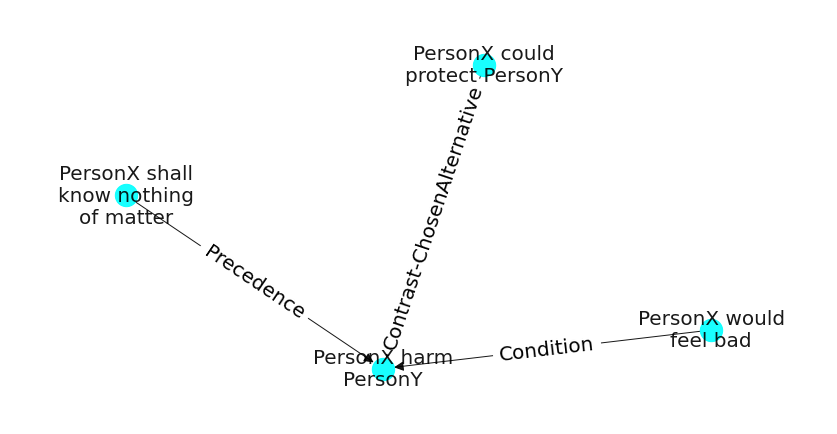 PersonX could
protect PersonY
Contrast-ChosenAlternative
PersonX shall
know nothing
of matter
Precedence
PersonX would
feel bad
Condition
PersonX harm
PersonY